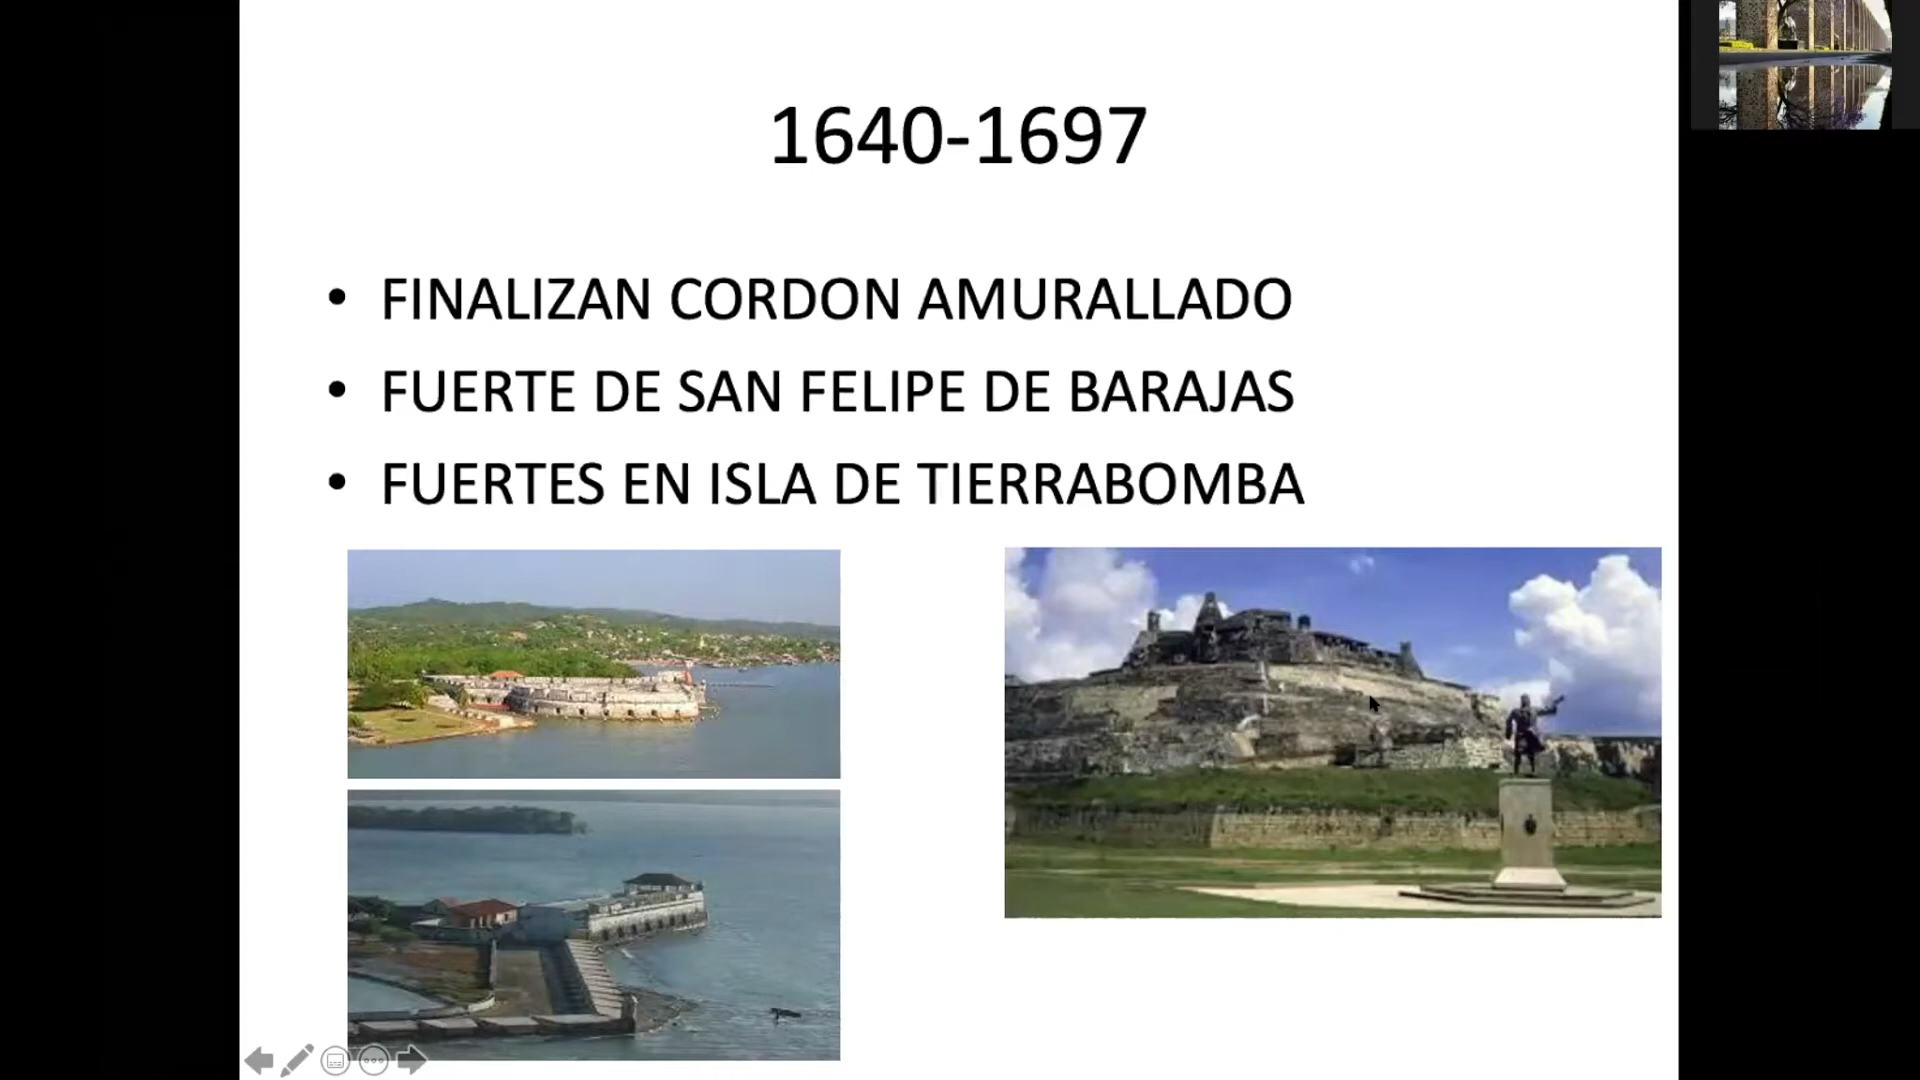 1640-1697
• FINALIZAN CORDON AMURALLADO
• FUERTE DE SAN FELIPE DE BARAJAS
• FUERTES EN ISLA DE TIERRABOMBA